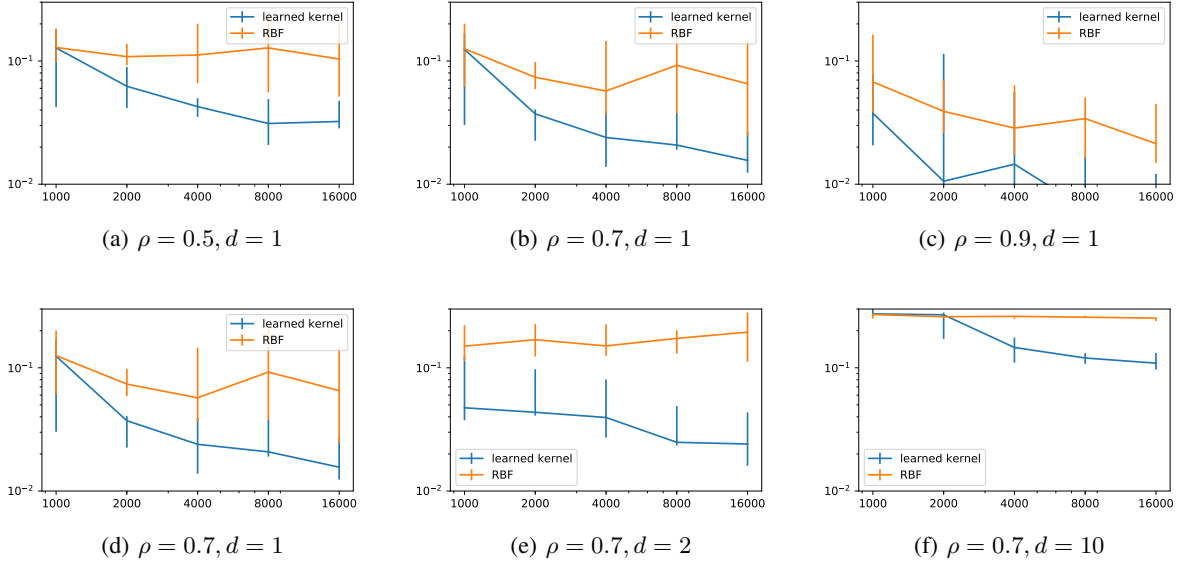 learned kernel
RBF
10⁻¹
10⁻²
1000 2000 4000 8000 16000
(a) ρ = 0.5, d = 1
learned kernel
RBF
10⁻¹
10⁻²
1000 2000 4000 8000 16000
(b) ρ = 0.7, d = 1
learned kernel
RBF
10⁻¹
10⁻²
1000 2000 4000 8000 16000
(c) ρ = 0.9, d = 1
learned kernel
RBF
10⁻¹
10⁻²
1000 2000 4000 8000 16000
(d) ρ = 0.7, d = 1
10⁻¹
learned kernel
RBF
10⁻²
1000 2000 4000 8000 16000
(e) ρ = 0.7, d = 2
10⁻¹
learned kernel
RBF
10⁻²
1000 2000 4000 8000 16000
(f) ρ = 0.7, d = 10